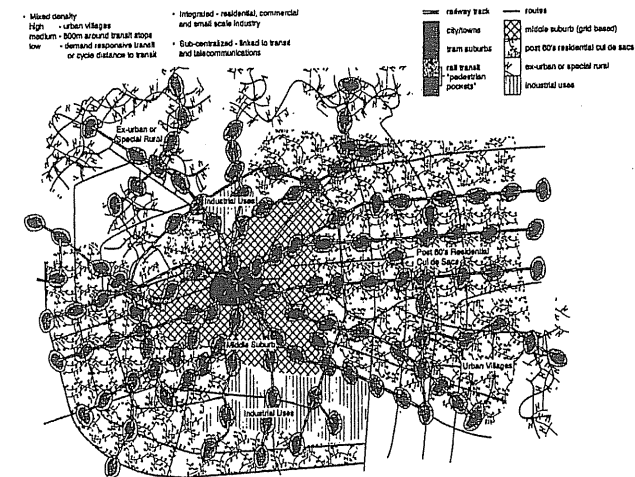 • Mixed density
high - urban villages
medium - 800m around transit stops
low - demand responsive transit
or cycle distance to transit
• Integrated - residential, commercial
and small scale industry
• Sub-centralized - linked to transit
and telecommunications
railway track
city/towns
tram suburbs
rail transit
"pedestrian
pockets"
routes
middle suburb (grid based)
post 60's residential cul de sacs
ex-urban or special rural
industrial uses
Ex-urban or
Special Rural
Industrial Uses
Post 60's Residential
Cul de Sacs
Middle Suburb
Urban Villages
Industrial Uses